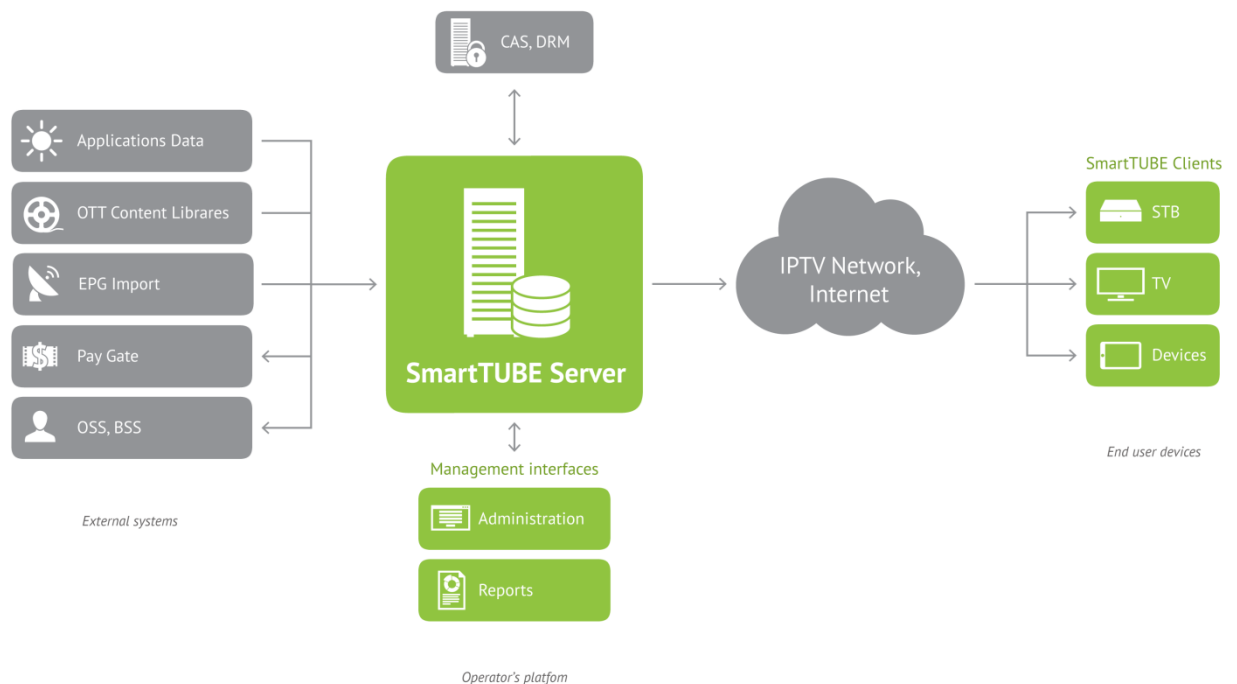 CAS, DRM
Applications Data
OTT Content Librares
EPG Import
Pay Gate
OSS, BSS
External systems
SmartTUBE Server
Management interfaces
Administration
Reports
Operator's platfom
IPTV Network,
Internet
SmartTUBE Clients
STB
TV
Devices
End user devices